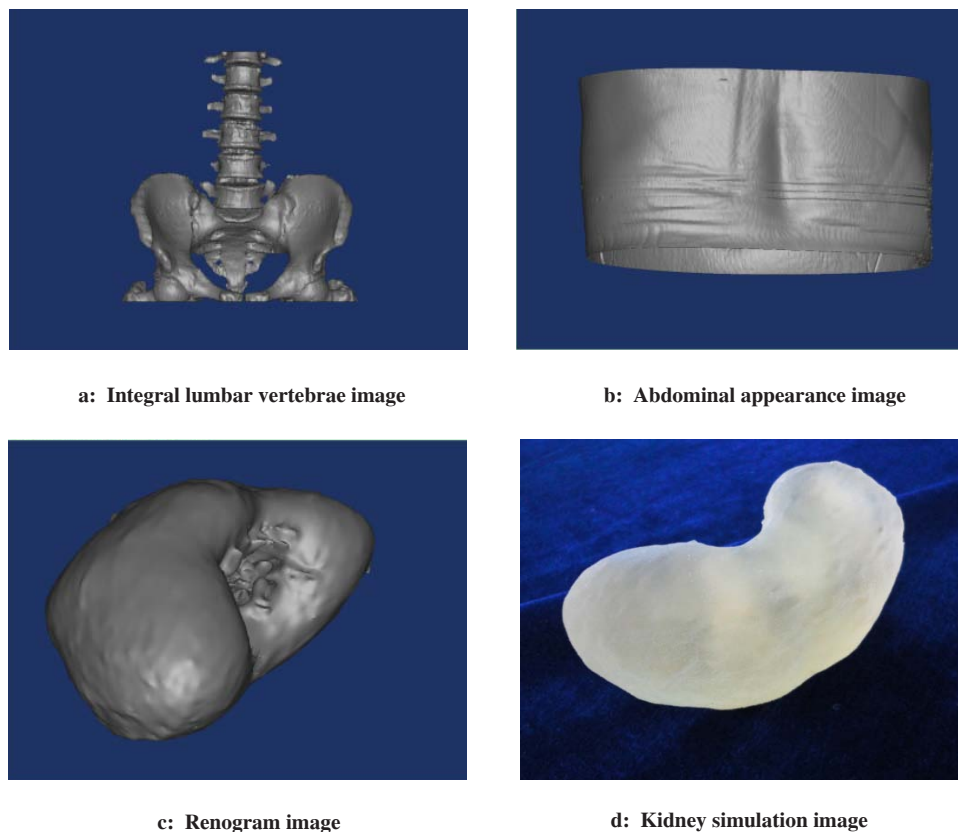 a: Integral lumbar vertebrae image
b: Abdominal appearance image
c: Renogram image
d: Kidney simulation image